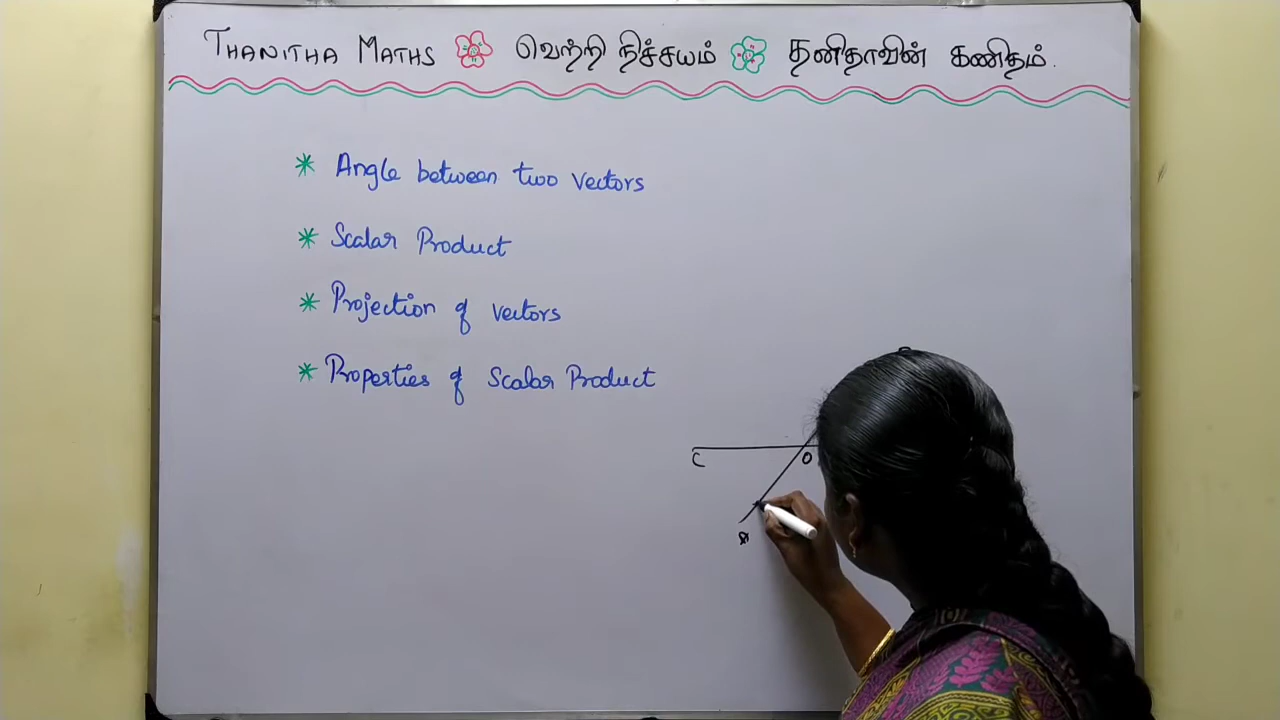 THANITHA MATHS வெற்றி நிச்சயம் தனிதாவின் கணிதம்.
* Angle between two vectors
* Scalar Product
* Projection of vectors
* Properties of Scalar Product
C O